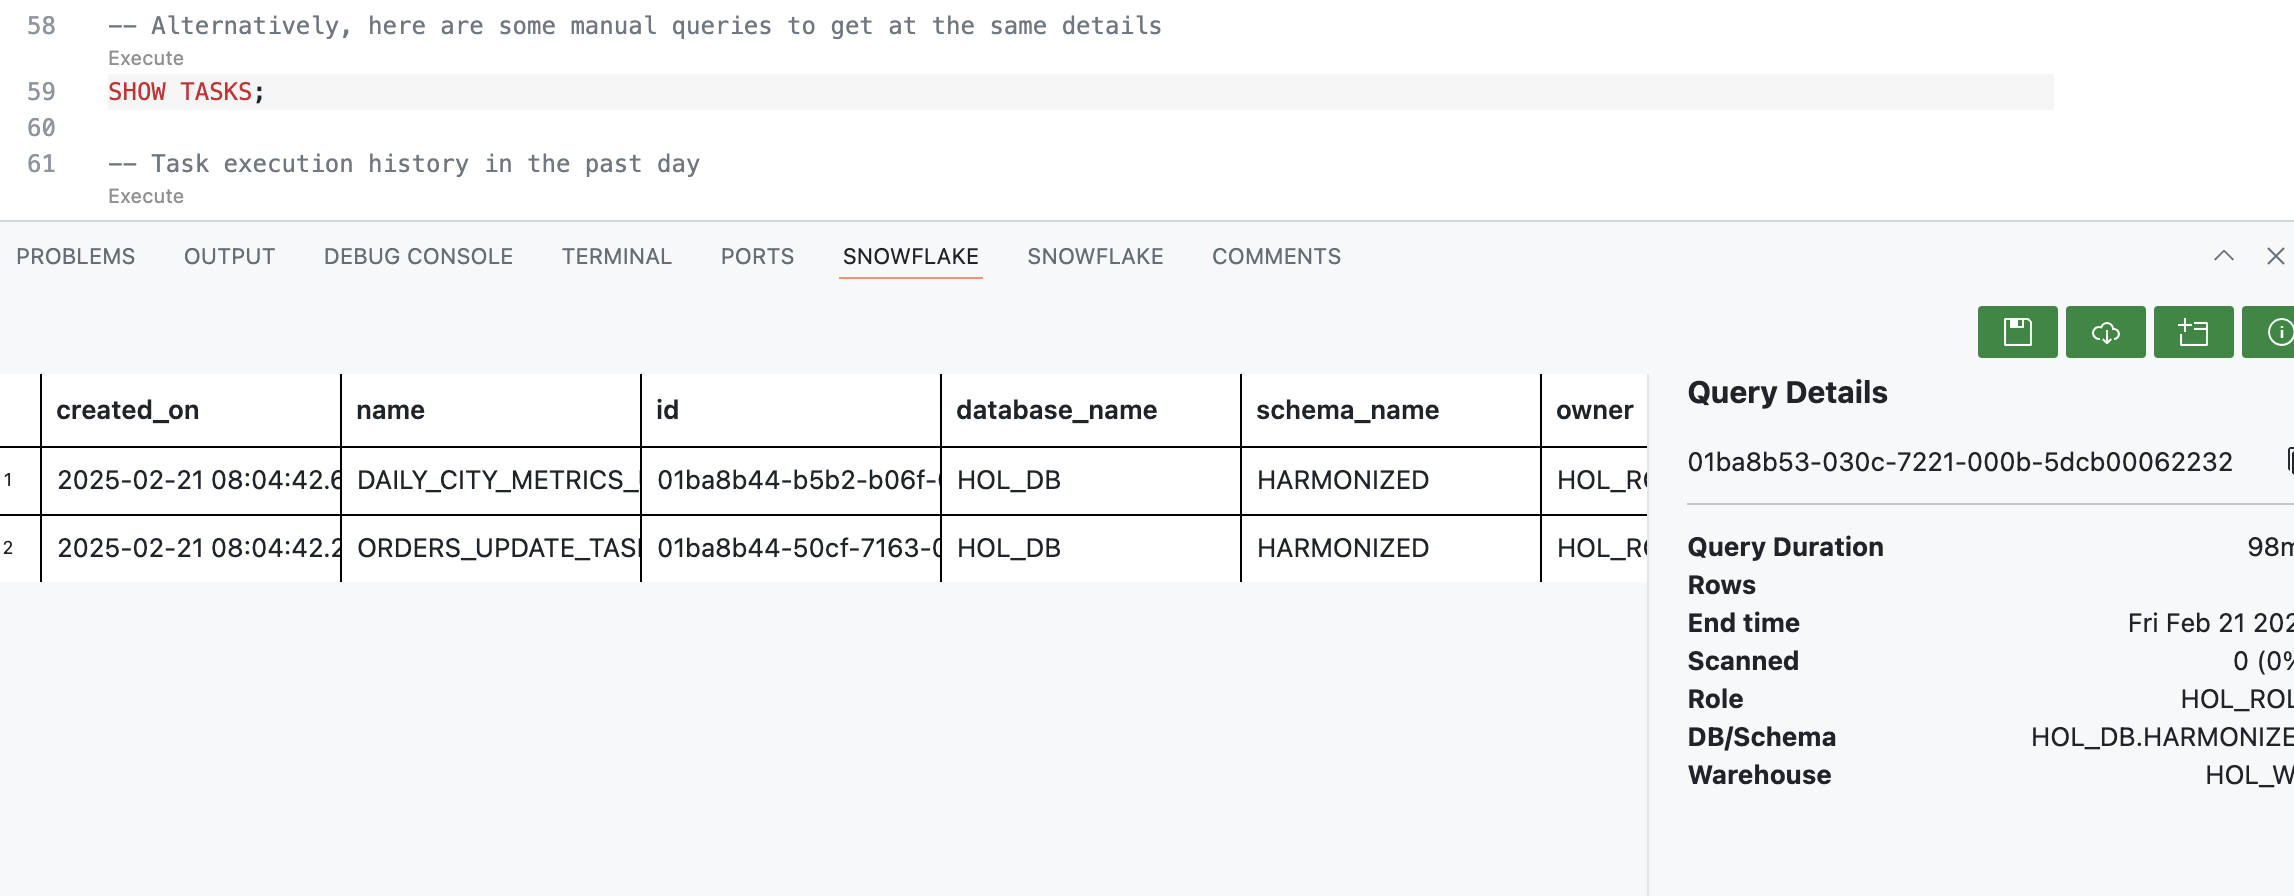 58 -- Alternatively, here are some manual queries to get at the same details
Execute
59 SHOW TASKS;
60
61 -- Task execution history in the past day
Execute
PROBLEMS OUTPUT DEBUG CONSOLE TERMINAL PORTS SNOWFLAKE SNOWFLAKE COMMENTS
created_on name id database_name schema_name owner
1 2025-02-21 08:04:42.6 DAILY_CITY_METRICS_ 01ba8b44-b5b2-b06f- HOL_DB HARMONIZED HOL_R
2 2025-02-21 08:04:42.2 ORDERS_UPDATE_TAS 01ba8b44-50cf-7163-0 HOL_DB HARMONIZED HOL_R
Query Details
01ba8b53-030c-7221-000b-5dcb00062232
Query Duration 98m
Rows
End time Fri Feb 21 202
Scanned 0 (0%
Role HOL_ROL
DB/Schema HOL_DB.HARMONIZE
Warehouse HOL_W